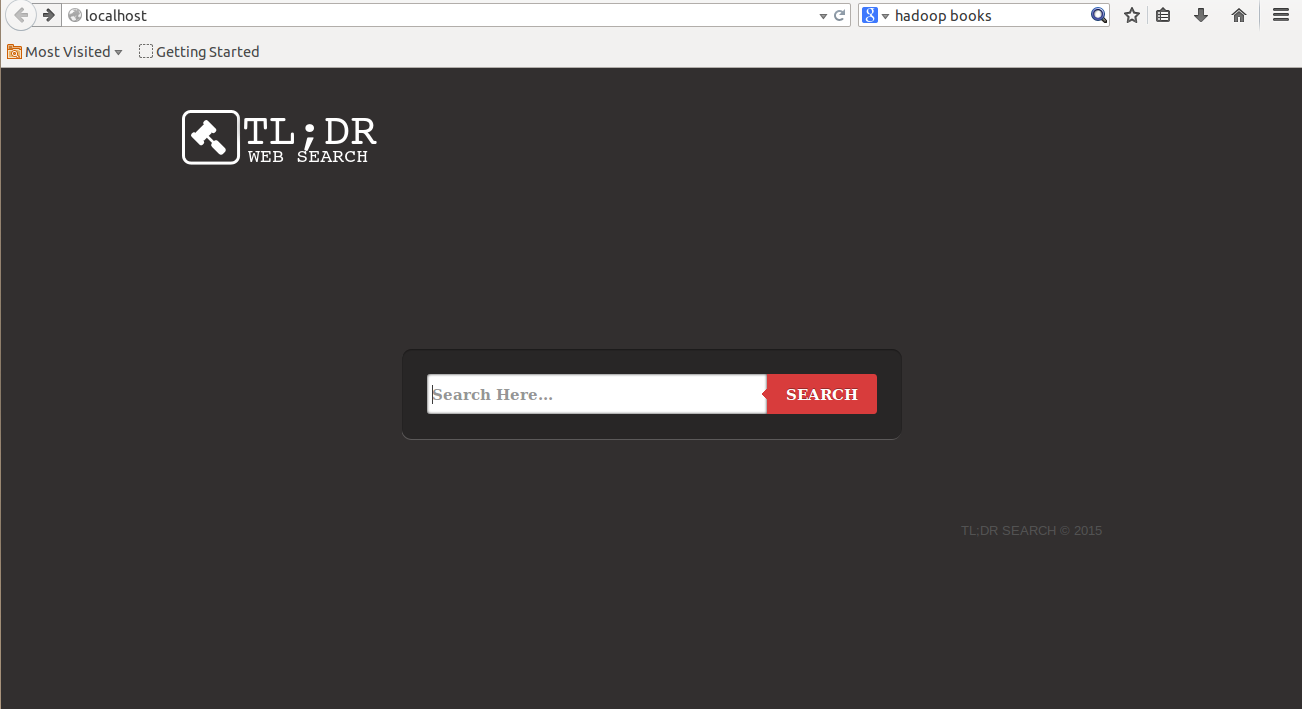 localhost
hadoop books
Most Visited
Getting Started
TL;DR
WEB SEARCH
Search Here...
SEARCH
TL;DR SEARCH © 2015